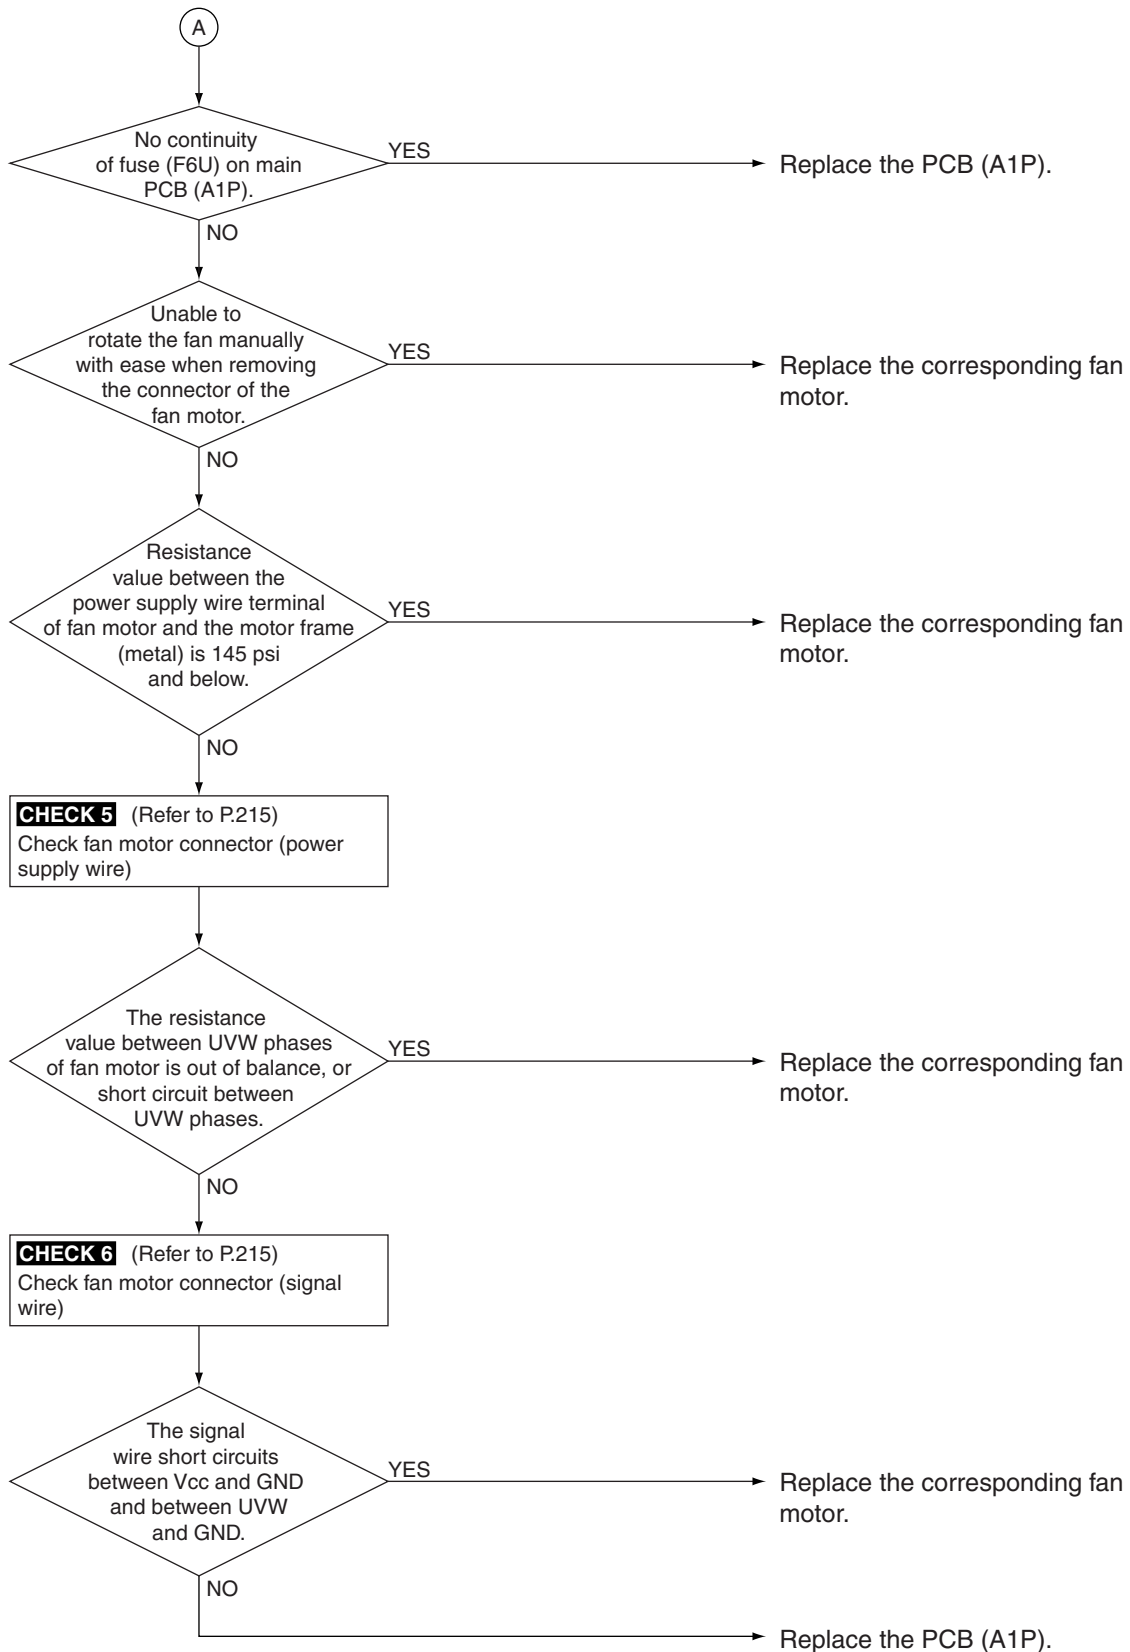 A
No continuity
of fuse (F6U) on main
PCB (A1P).
YES
Replace the PCB (A1P).
NO
Unable to
rotate the fan manually
with ease when removing
the connector of the
fan motor.
YES
Replace the corresponding fan
motor.
NO
Resistance
value between the
power supply wire terminal
of fan motor and the motor frame
(metal) is 145 psi
and below.
YES
Replace the corresponding fan
motor.
NO
CHECK 5 (Refer to P.215)
Check fan motor connector (power
supply wire)
The resistance
value between UVW phases
of fan motor is out of balance, or
short circuit between
UVW phases.
YES
Replace the corresponding fan
motor.
NO
CHECK 6 (Refer to P.215)
Check fan motor connector (signal
wire)
The signal
wire short circuits
between Vcc and GND
and between UVW
and GND.
YES
Replace the corresponding fan
motor.
NO
Replace the PCB (A1P).